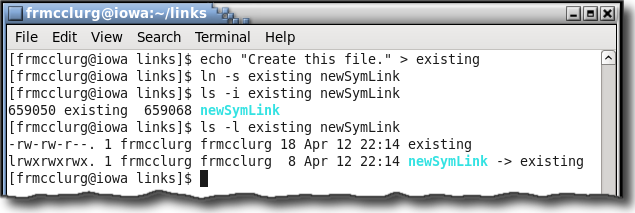 frmcclurg@iowa:~/links
File Edit View Search Terminal Help
[frmcclurg@iowa links]$ echo "Create this file." > existing
[frmcclurg@iowa links]$ ln -s existing newSymLink
[frmcclurg@iowa links]$ ls -i existing newSymLink
659050 existing  659068 newSymLink
[frmcclurg@iowa links]$ ls -l existing newSymLink
-rw-rw-r--. 1 frmcclurg frmcclurg 18 Apr 12 22:14 existing
lrwxrwxrwx. 1 frmcclurg frmcclurg  8 Apr 12 22:14 newSymLink -> existing
[frmcclurg@iowa links]$